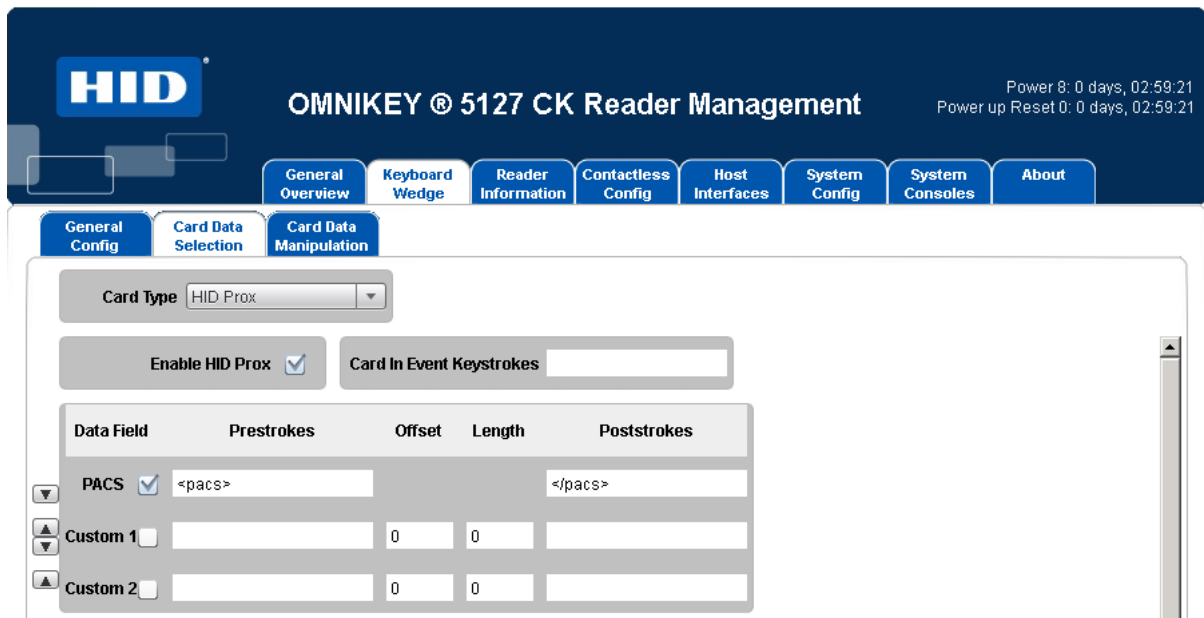 HID
OMNIKEY ® 5127 CK Reader Management
Power 8: 0 days, 02:59:21
Power up Reset 0: 0 days, 02:59:21
General Overview
Keyboard Wedge
Reader Information
Contactless Config
Host Interfaces
System Config
System Consoles
About
General Config
Card Data Selection
Card Data Manipulation
Card Type HID Prox
Enable HID Prox
Card In Event Keystrokes
Data Field Prestrokes Offset Length Poststrokes
PACS <pacs> </pacs>
Custom 1 0 0
Custom 2 0 0